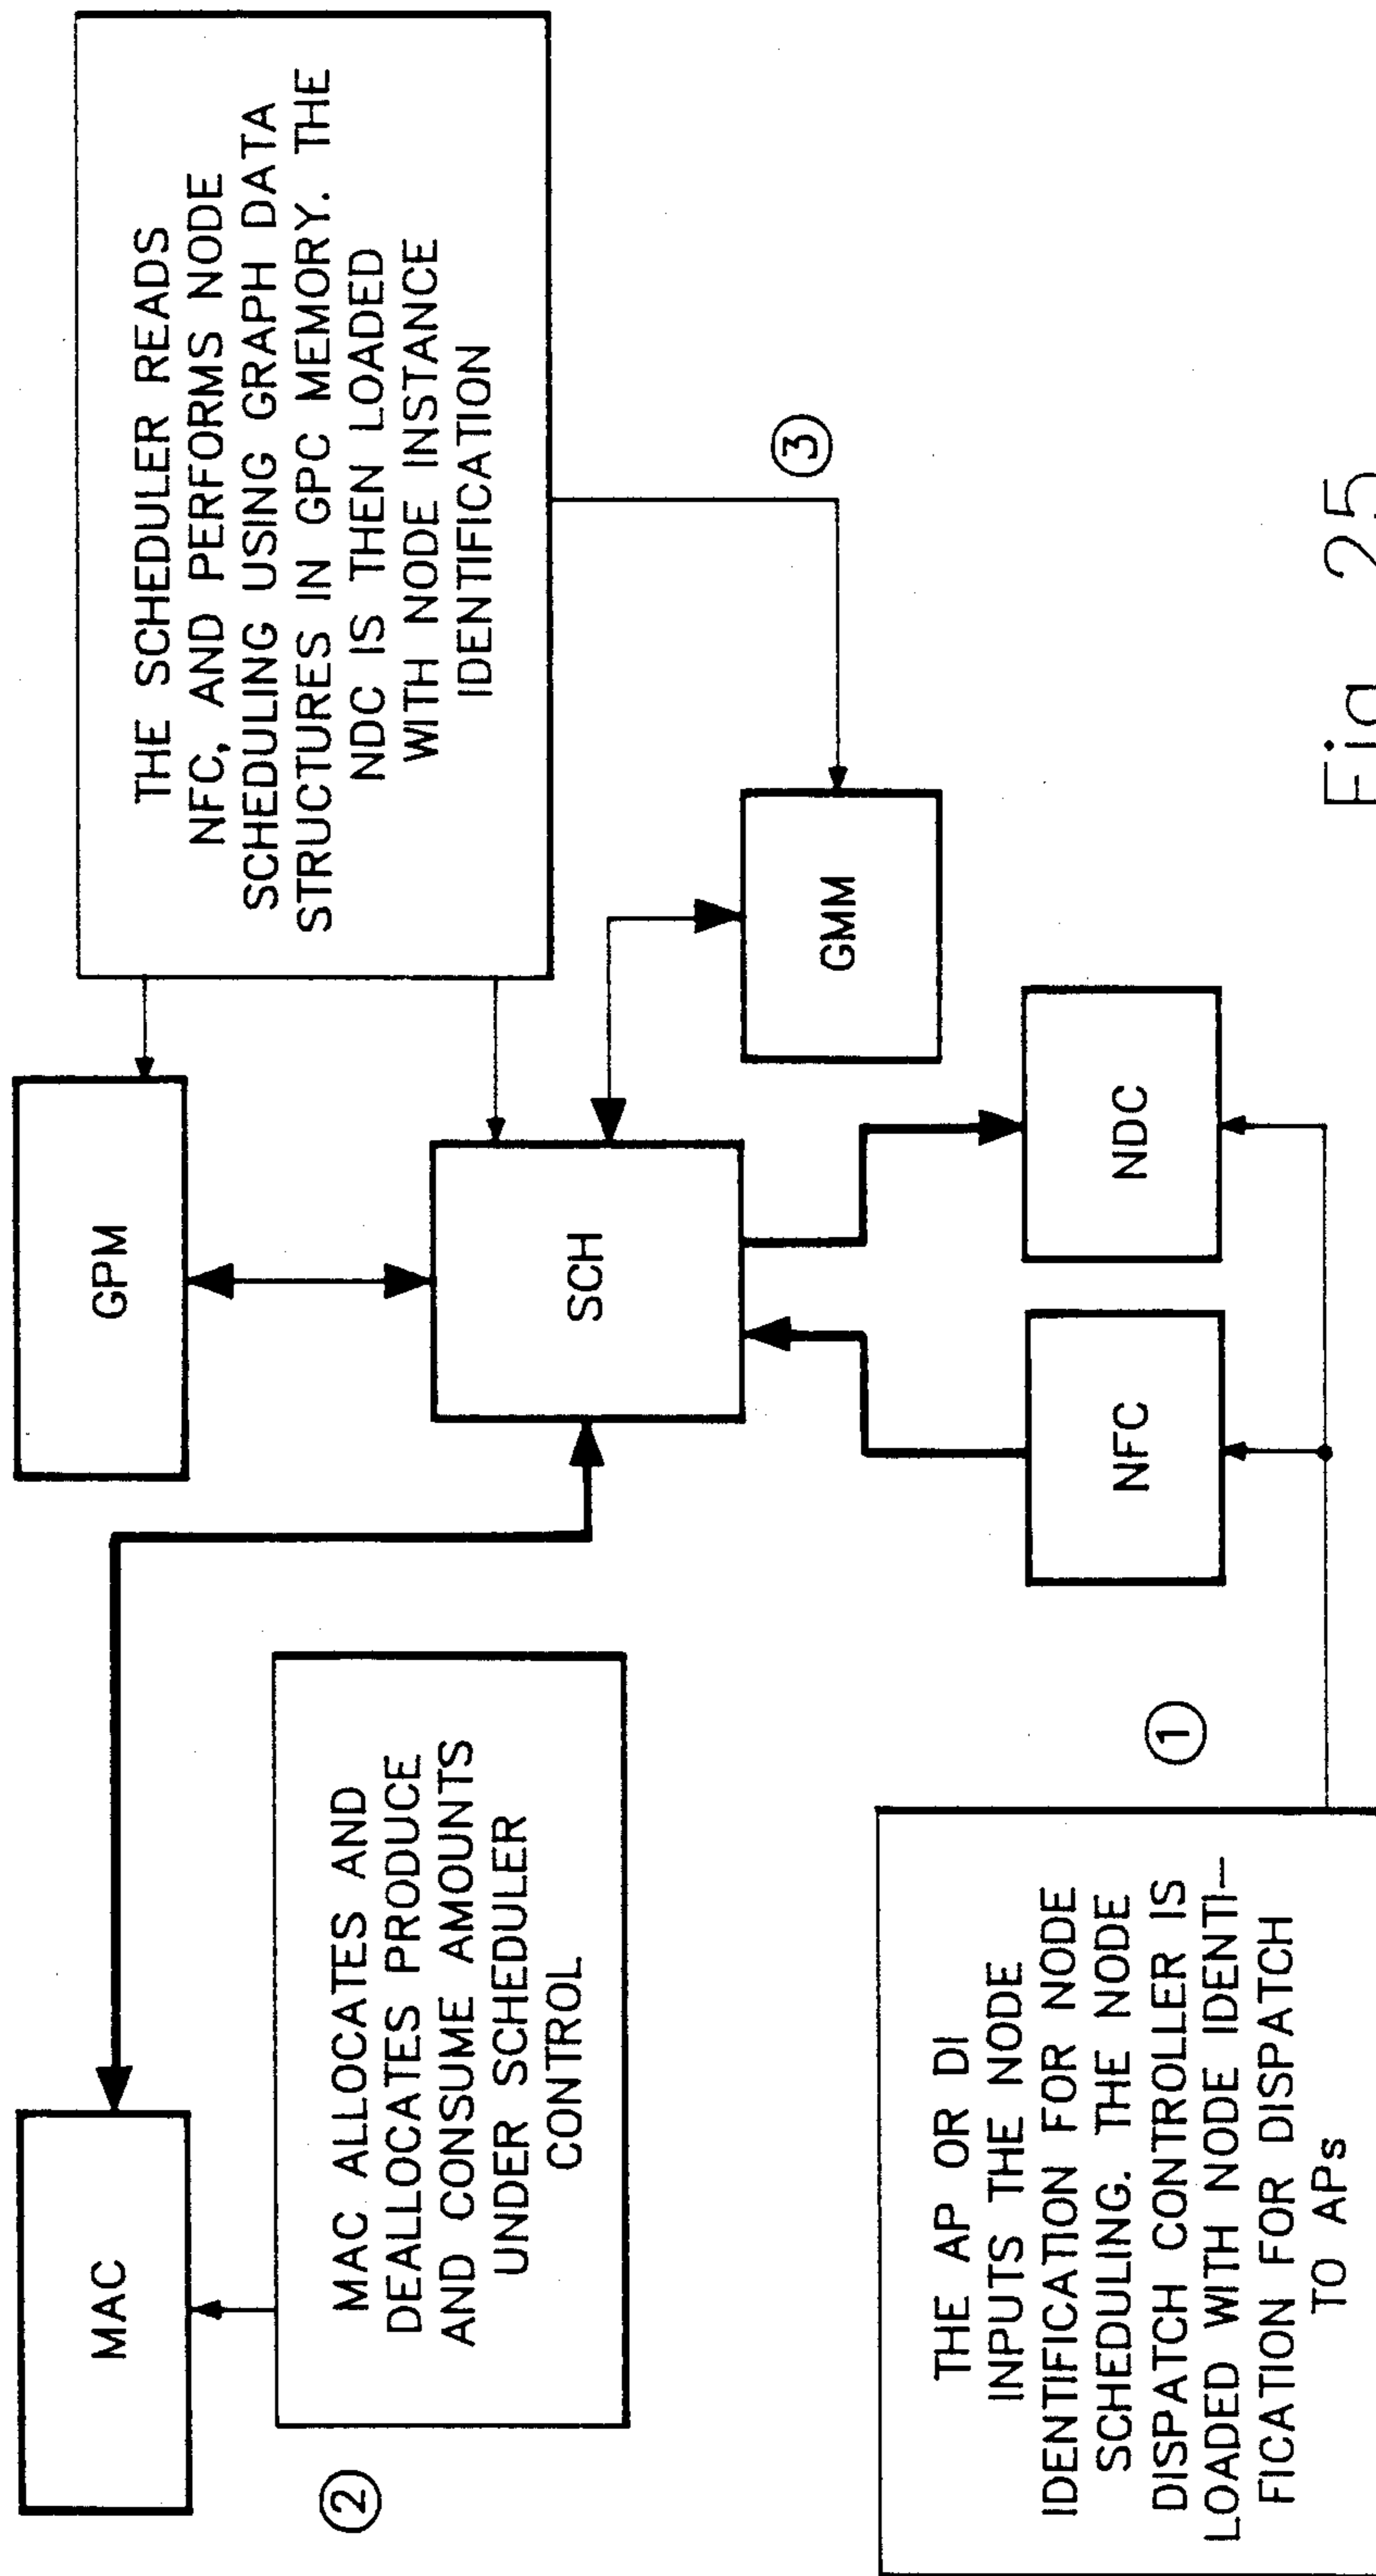 MAC
GPM
THE SCHEDULER READS
NFC, AND PERFORMS NODE
SCHEDULING USING GRAPH DATA
STRUCTURES IN GPC MEMORY. THE
NDC IS THEN LOADED
WITH NODE INSTANCE
IDENTIFICATION
②
MAC ALLOCATES AND
DEALLOCATES PRODUCE
AND CONSUME AMOUNTS
UNDER SCHEDULER
CONTROL
SCH
③
GMM
THE AP OR DI
INPUTS THE NODE
IDENTIFICATION FOR NODE
SCHEDULING. THE NODE
DISPATCH CONTROLLER IS
LOADED WITH NODE IDENTI-
FICATION FOR DISPATCH
TO APs
①
NFC
NDC
Fig 25